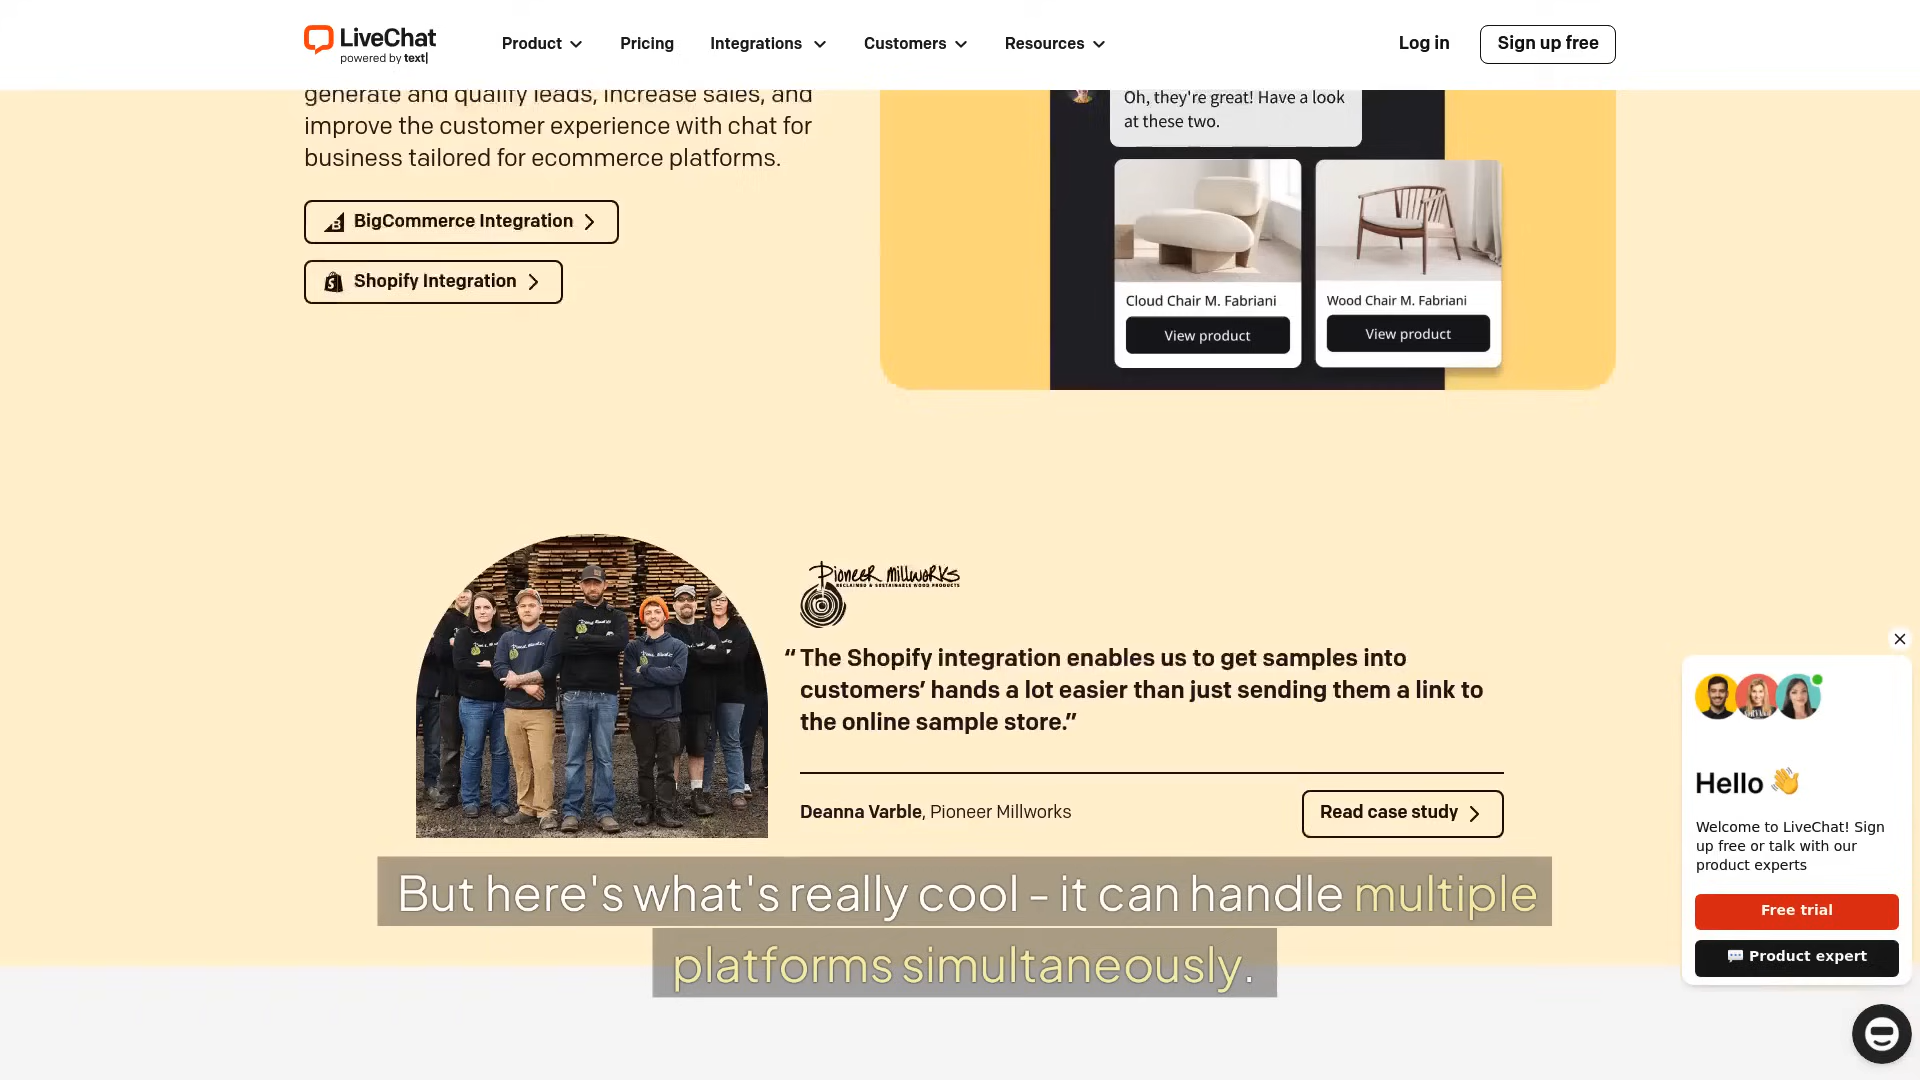 LiveChat
powered by text|
Product
Pricing
Integrations
Customers
Resources
Log in
Sign up free
generate and qualify leads, increase sales, and
improve the customer experience with chat for
business tailored for ecommerce platforms.
BigCommerce Integration
Shopify Integration
Oh, they're great! Have a look
at these two.
Cloud Chair M. Fabriani
View product
Wood Chair M. Fabriani
View product
Pioneer Millworks
RECLAIMED & SUSTAINABLE WOOD PRODUCTS
“The Shopify integration enables us to get samples into
customers’ hands a lot easier than just sending them a link to
the online sample store.”
Deanna Varble, Pioneer Millworks
Read case study
Hello 👋
Welcome to LiveChat! Sign
up free or talk with our
product experts
Free trial
💬 Product expert
But here's what's really cool - it can handle multiple
platforms simultaneously.